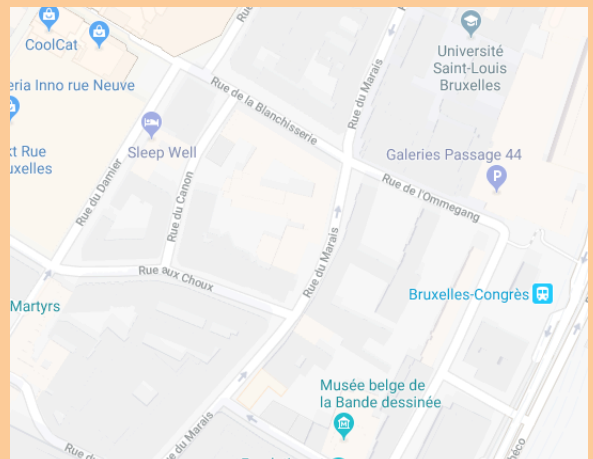 CoolCat
Université
Saint-Louis
Bruxelles
Rue du Marais
eria Inno rue Neuve
Rue de la Blanchisserie
xt Rue
uxelles
Sleep Well
Galeries Passage 44
Rue de l'Ommegang
Rue du Damier
Rue du Canon
Rue du Marais
Rue aux Choux
Martyrs
Bruxelles-Congrès
Musée belge de
la Bande dessinée
ue du Marais
Rue du